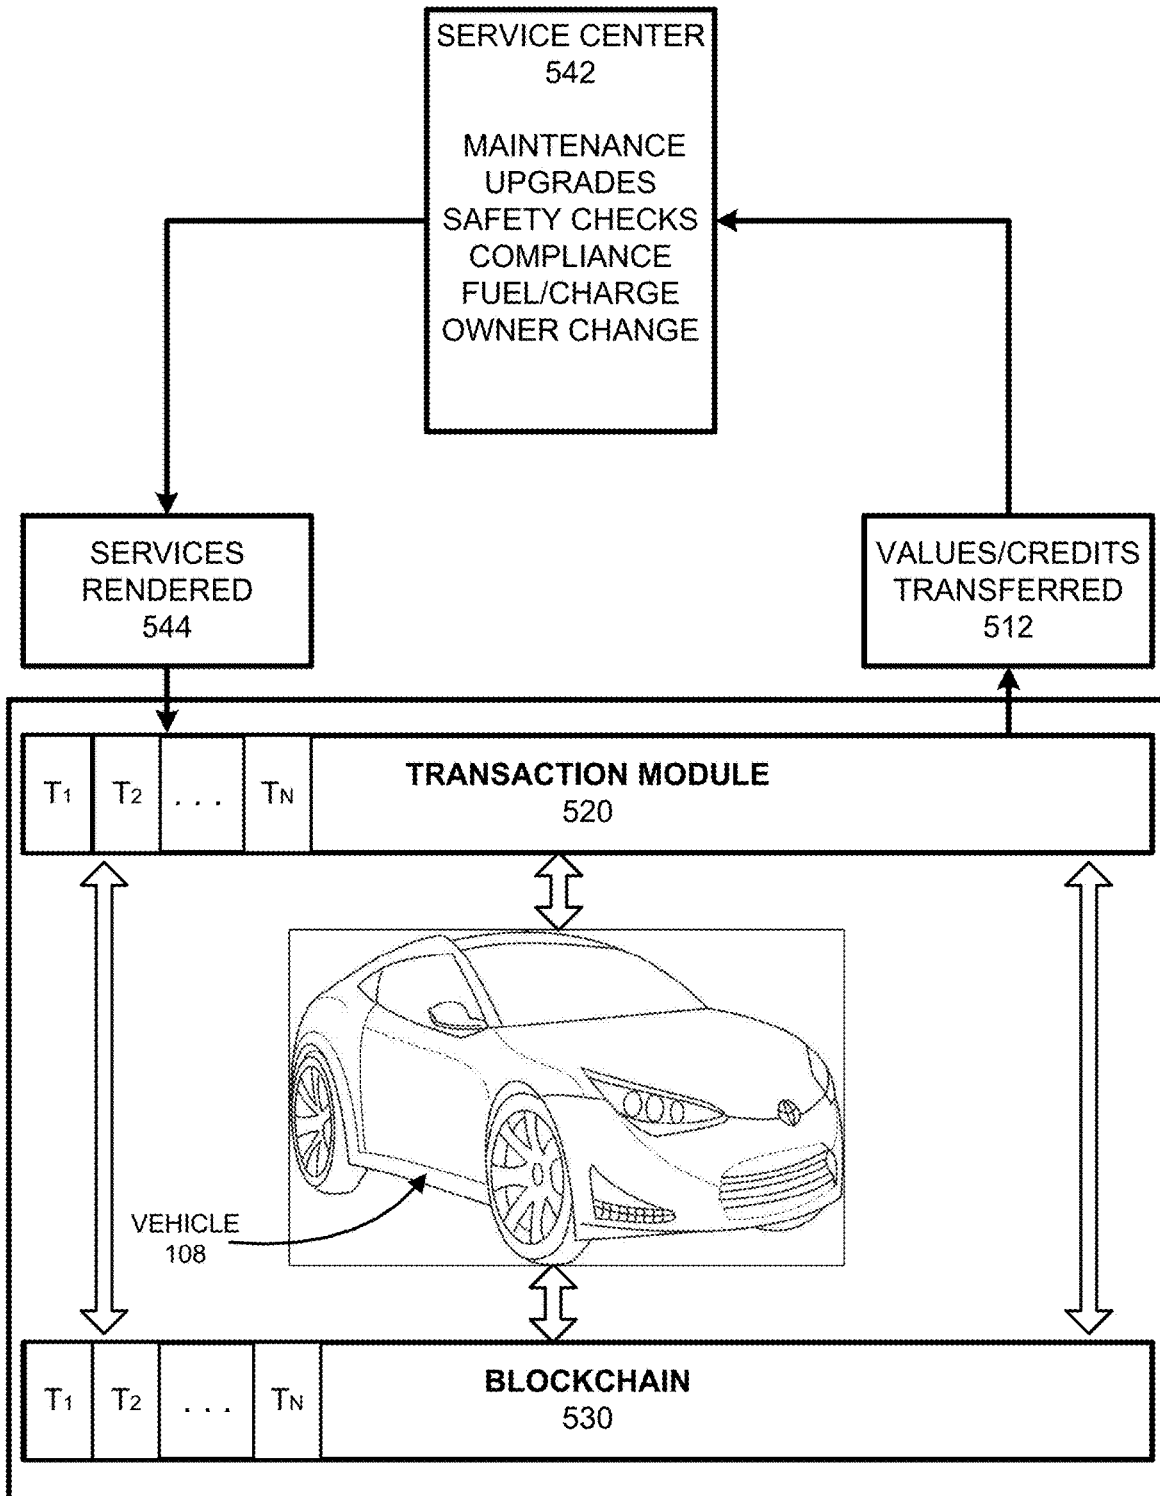 SERVICE CENTER
542
MAINTENANCE
UPGRADES
SAFETY CHECKS
COMPLIANCE
FUEL/CHARGE
OWNER CHANGE
SERVICES
RENDERED
544
VALUES/CREDITS
TRANSFERRED
512
T1 T2 . . . TN
TRANSACTION MODULE
520
VEHICLE
108
T1 T2 . . . TN
BLOCKCHAIN
530